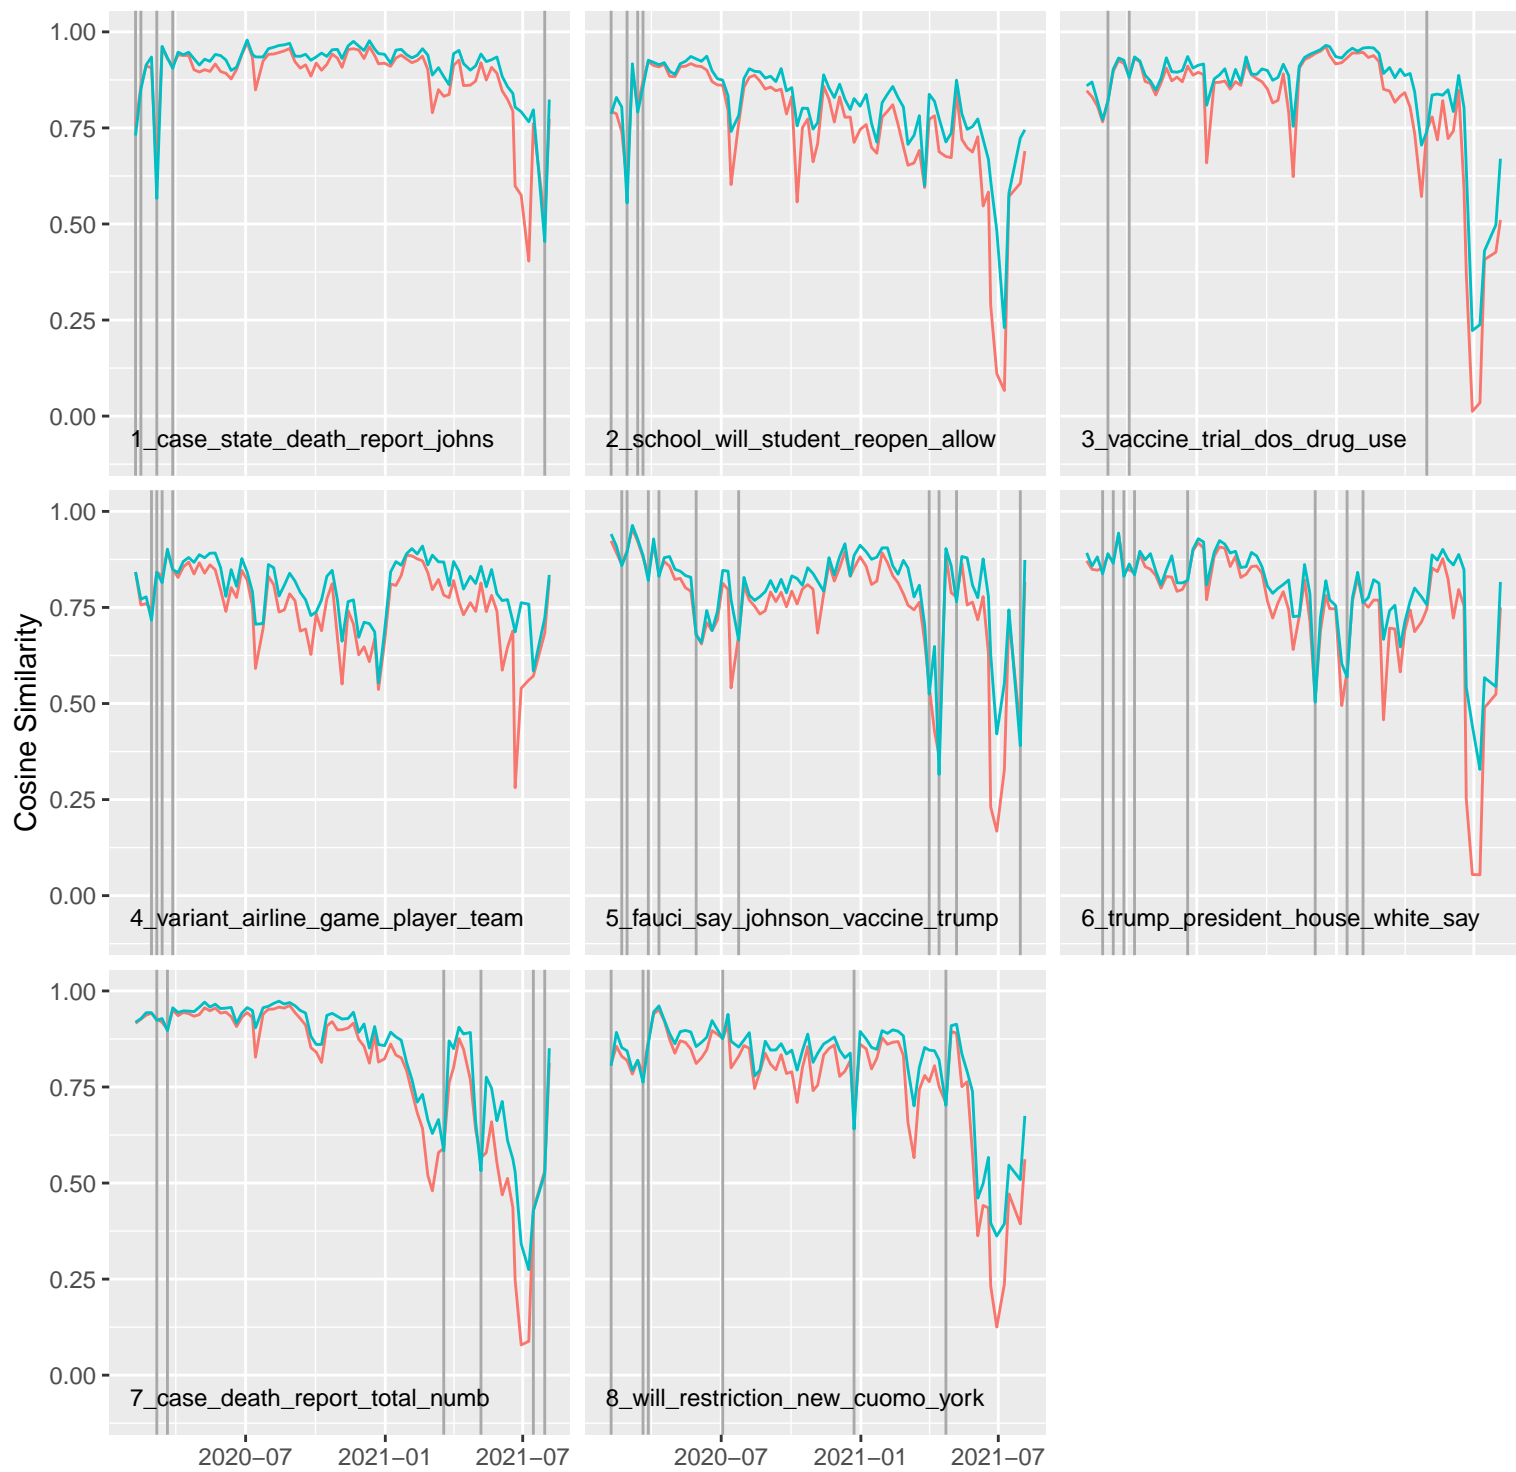 1.00
0.75
0.50
0.25
0.00
1_case_state_death_report_johns
2_school_will_student_reopen_allow
3_vaccine_trial_dos_drug_use
Cosine Similarity
1.00
0.75
0.50
0.25
0.00
4_variant_airline_game_player_team
5_fauci_say_johnson_vaccine_trump
6_trump_president_house_white_say
1.00
0.75
0.50
0.25
0.00
7_case_death_report_total_numb
8_will_restriction_new_cuomo_york
2020−07
2021−01
2021−07
2020−07
2021−01
2021−07